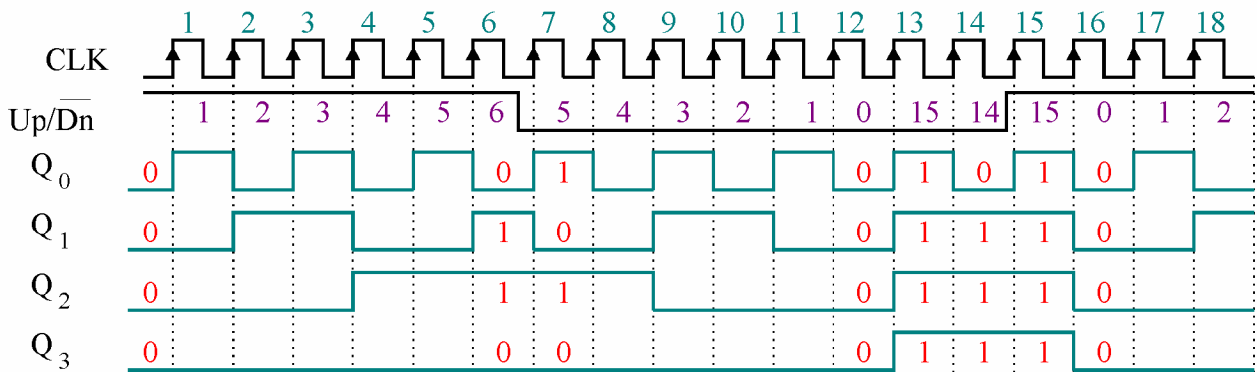 1 2 3 4 5 6 7 8 9 10 11 12 13 14 15 16 17 18
CLK
Up/D̅n̅ 1 2 3 4 5 6 5 4 3 2 1 0 15 14 15 0 1 2
Q0 0 0 1 0 1 0 1 0
Q1 0 1 0 0 1 1 1 0
Q2 0 1 1 0 1 1 1 0
Q3 0 0 0 0 1 1 1 0